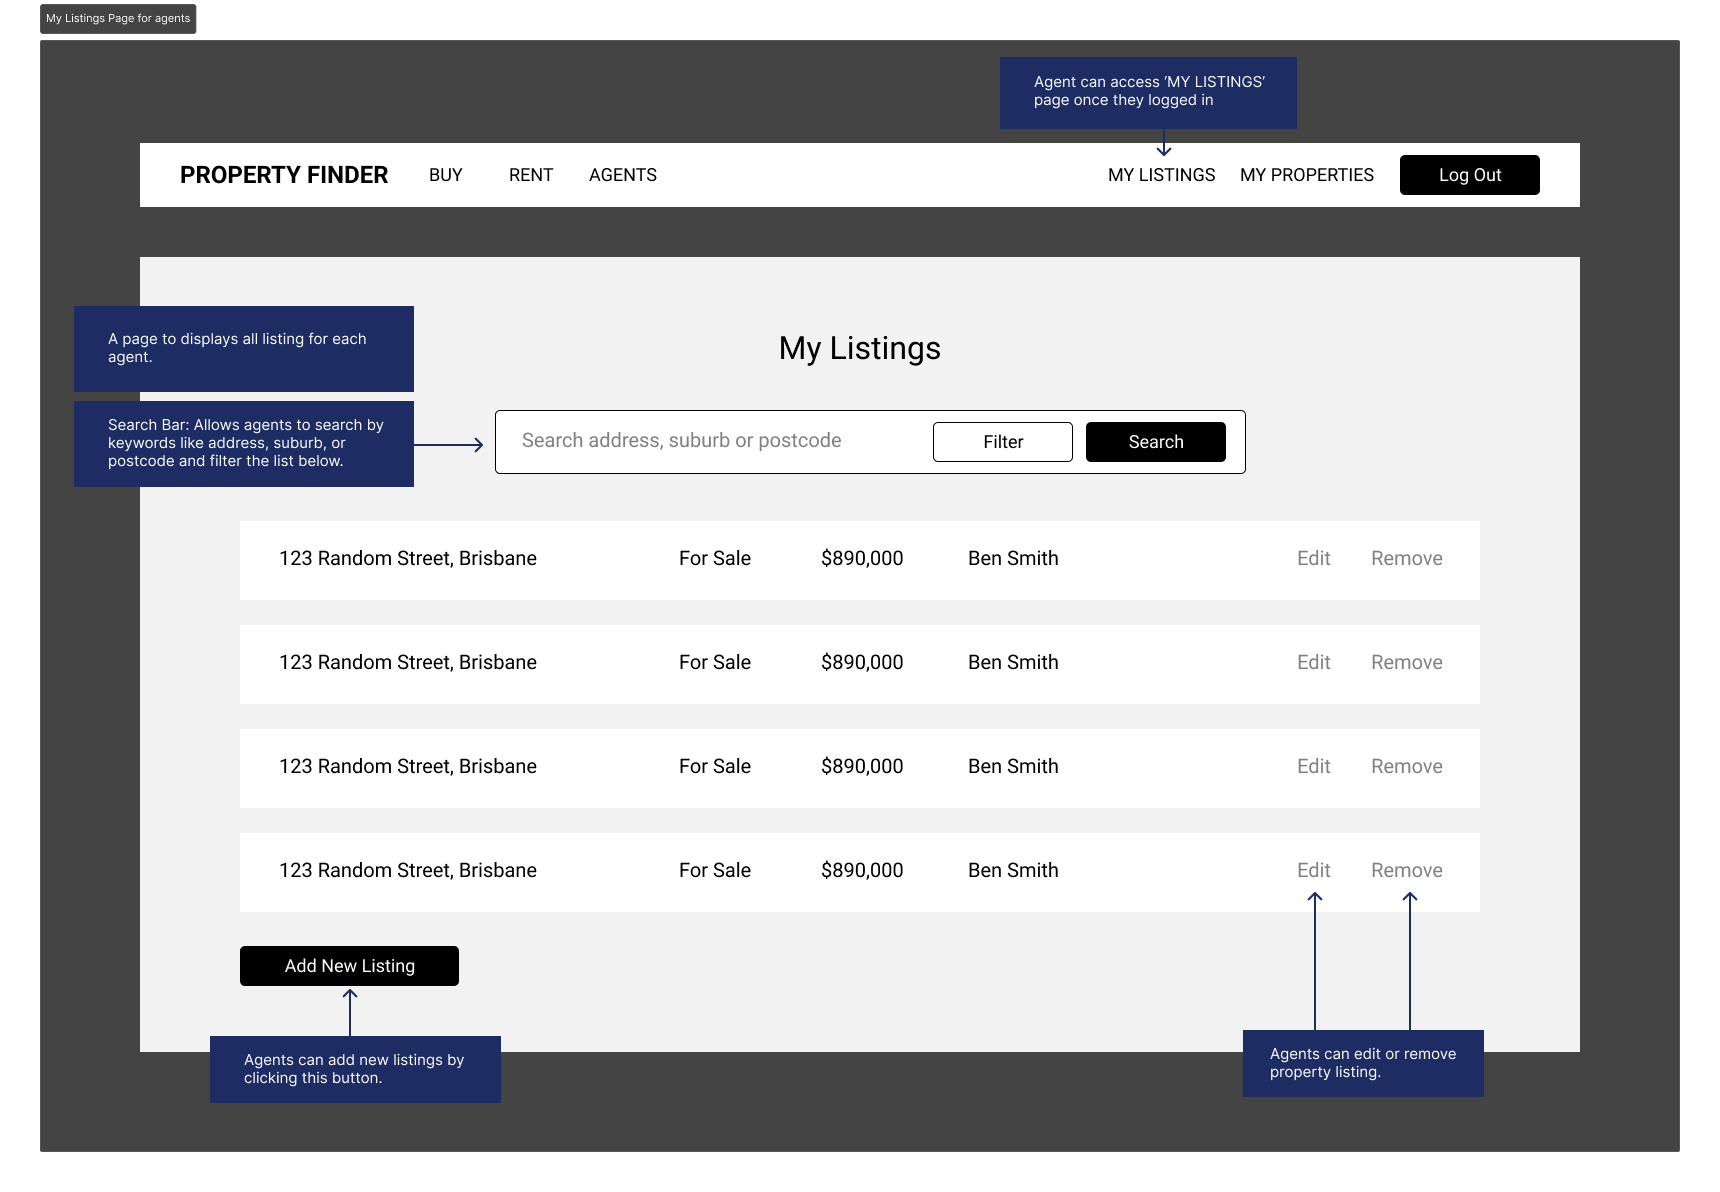 My Listings Page for agents
Agent can access ‘MY LISTINGS’
page once they logged in
PROPERTY FINDER BUY RENT AGENTS MY LISTINGS MY PROPERTIES Log Out
A page to displays all listing for each
agent.
My Listings
Search Bar: Allows agents to search by
keywords like address, suburb, or
postcode and filter the list below.
Search address, suburb or postcode Filter Search
123 Random Street, Brisbane For Sale $890,000 Ben Smith Edit Remove
123 Random Street, Brisbane For Sale $890,000 Ben Smith Edit Remove
123 Random Street, Brisbane For Sale $890,000 Ben Smith Edit Remove
123 Random Street, Brisbane For Sale $890,000 Ben Smith Edit Remove
Add New Listing
Agents can add new listings by
clicking this button.
Agents can edit or remove
property listing.